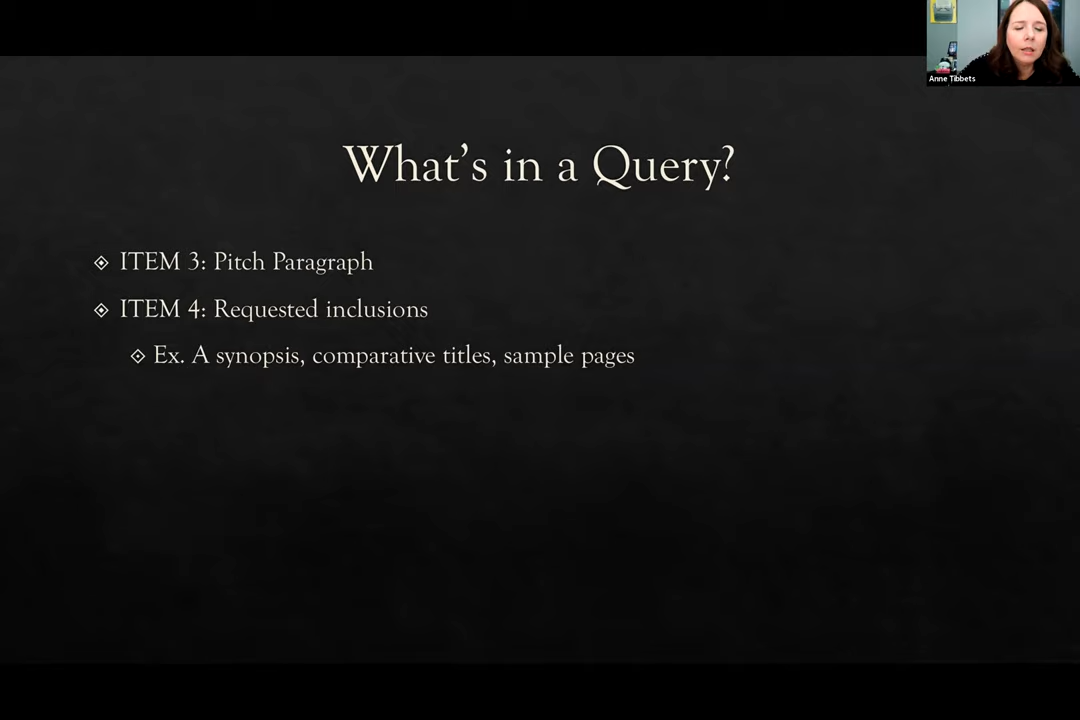 Anne Tibbets
What's in a Query?
ITEM 3: Pitch Paragraph
ITEM 4: Requested inclusions
Ex. A synopsis, comparative titles, sample pages